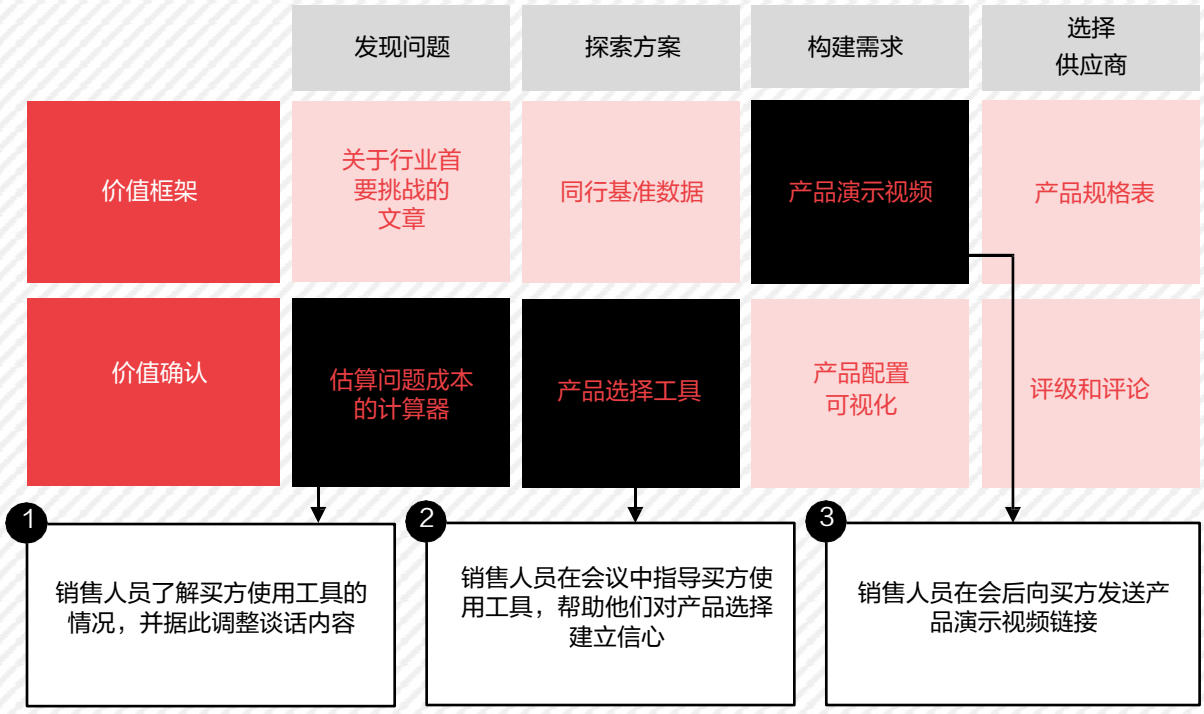 发现问题
探索方案
构建需求
选择
供应商
价值框架
关于行业首
要挑战的
文章
同行基准数据
产品演示视频
产品规格表
价值确认
估算问题成本
的计算器
产品选择工具
产品配置
可视化
评级和评论
1
销售人员了解买方使用工具的
情况，并据此调整谈话内容
2
销售人员在会议中指导买方使
用工具，帮助他们对产品选择
建立信心
3
销售人员在会后向买方发送产
品演示视频链接